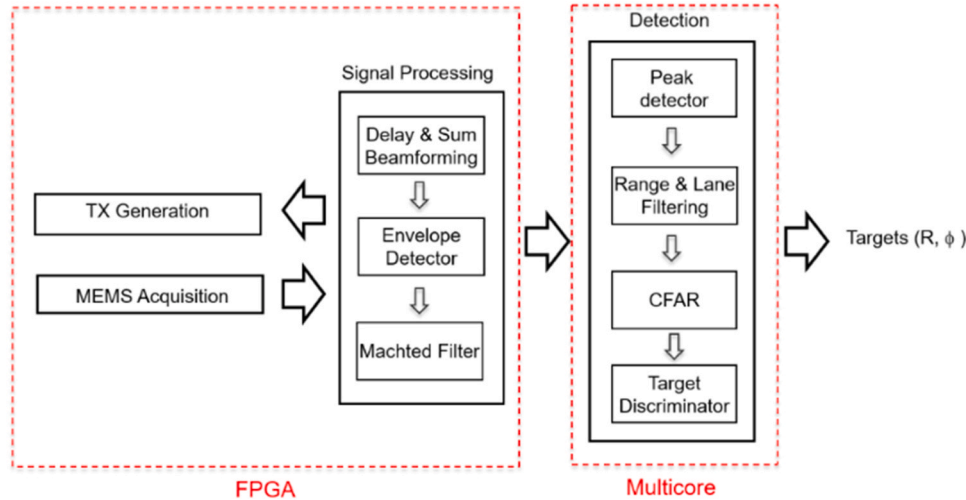 Detection
Signal Processing
Peak
detector
Delay & Sum
Beamforming
Range & Lane
Filtering
TX Generation
Envelope
Detector
Targets (R, ϕ )
MEMS Acquisition
CFAR
Machted Filter
Target
Discriminator
FPGA
Multicore